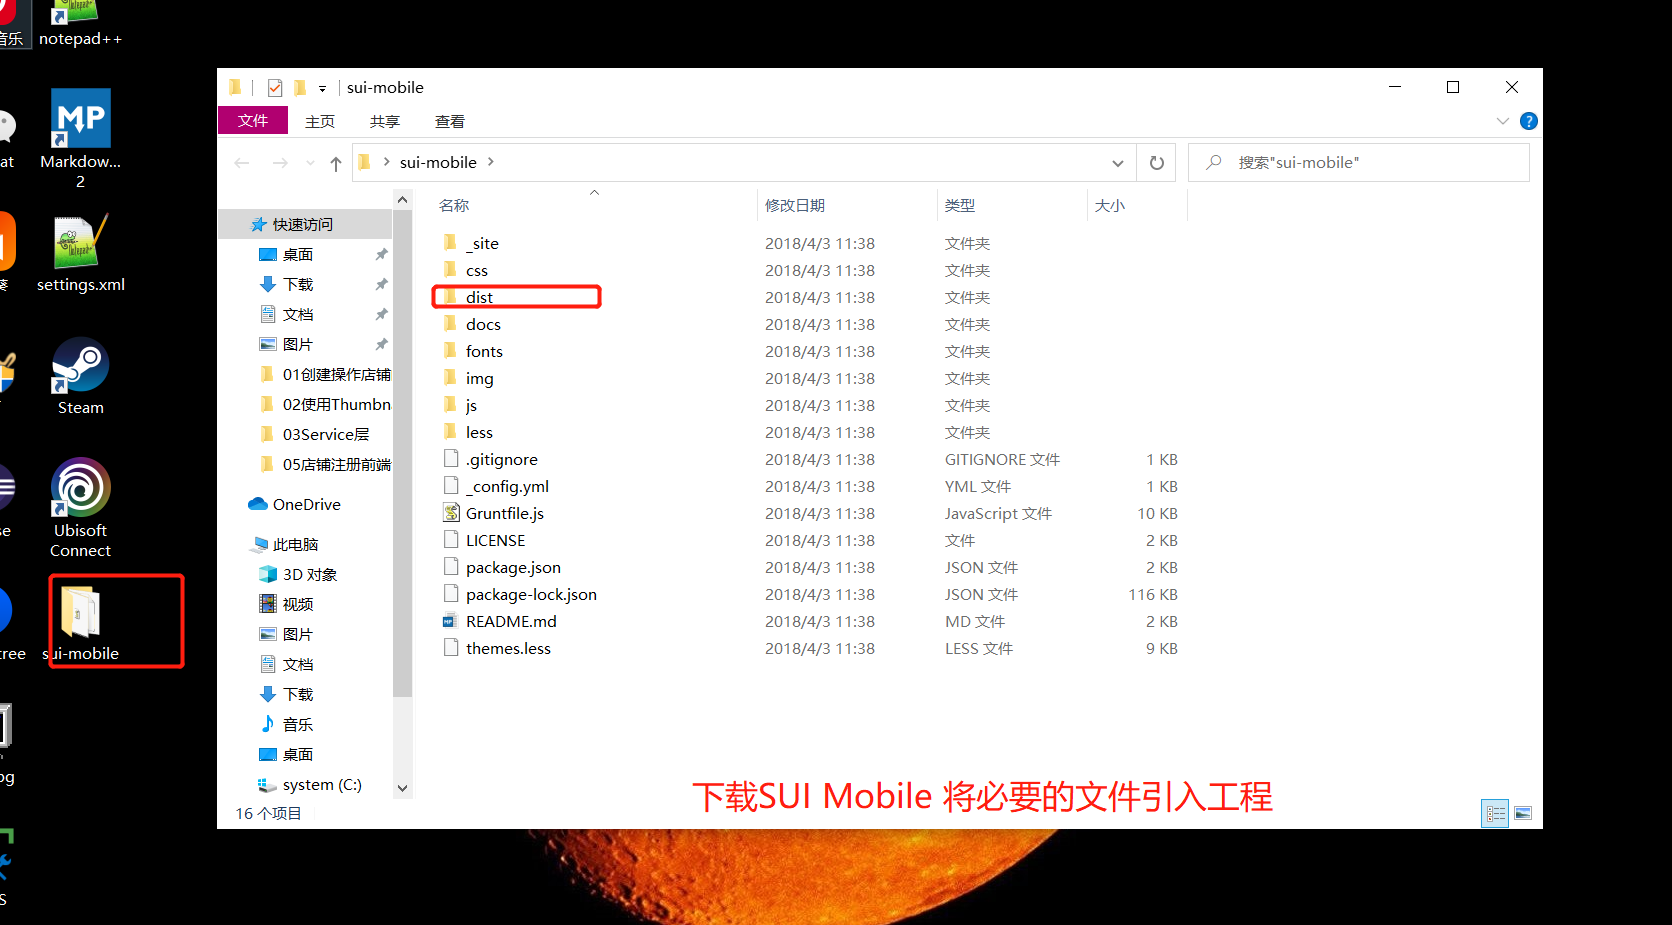 音乐
notepad++
at
Markdow...
2
settings.xml
Steam
se
Ubisoft
Connect
tree
sui-mobile
og
S
sui-mobile
文件
主页
共享
查看
sui-mobile
搜索"sui-mobile"
快速访问
桌面
下载
文档
图片
01创建操作店铺
02使用Thumbn
03Service层
05店铺注册前端
OneDrive
此电脑
3D 对象
视频
图片
文档
下载
音乐
桌面
system (C:)
名称 修改日期 类型 大小
_site 2018/4/3 11:38 文件夹
css 2018/4/3 11:38 文件夹
dist 2018/4/3 11:38 文件夹
docs 2018/4/3 11:38 文件夹
fonts 2018/4/3 11:38 文件夹
img 2018/4/3 11:38 文件夹
js 2018/4/3 11:38 文件夹
less 2018/4/3 11:38 文件夹
.gitignore 2018/4/3 11:38 GITIGNORE 文件 1 KB
_config.yml 2018/4/3 11:38 YML 文件 1 KB
Gruntfile.js 2018/4/3 11:38 JavaScript 文件 10 KB
LICENSE 2018/4/3 11:38 文件 2 KB
package.json 2018/4/3 11:38 JSON 文件 2 KB
package-lock.json 2018/4/3 11:38 JSON 文件 116 KB
README.md 2018/4/3 11:38 MD 文件 2 KB
themes.less 2018/4/3 11:38 LESS 文件 9 KB
下载SUI Mobile 将必要的文件引入工程
16 个项目